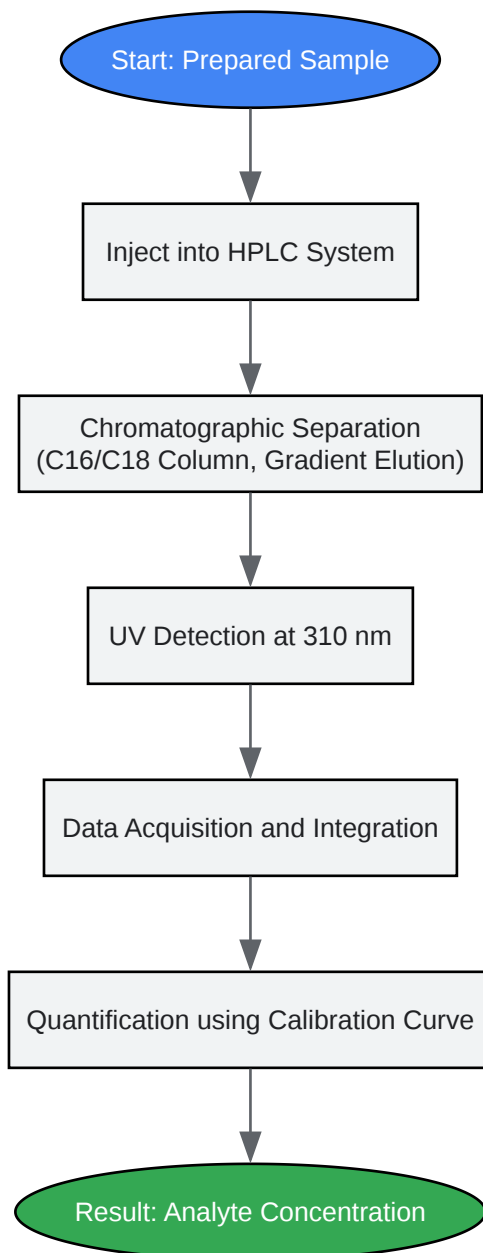 Start: Prepared Sample
Inject into HPLC System
Chromatographic Separation
(C16/C18 Column, Gradient Elution)
UV Detection at 310 nm
Data Acquisition and Integration
Quantification using Calibration Curve
Result: Analyte Concentration